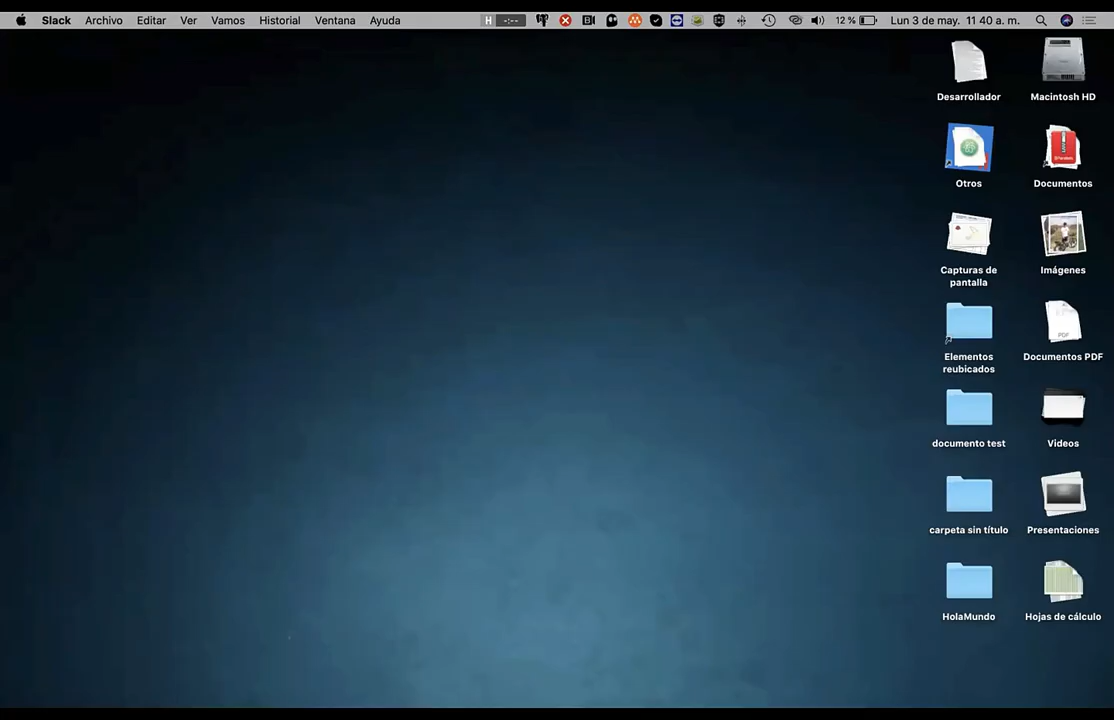 Slack Archivo Editar Ver Vamos Historial Ventana Ayuda H -:-- 12 % Lun 3 de may. 11 40 a. m.
Desarrollador Macintosh HD
Otros Documentos
Capturas de pantalla Imágenes
PDF
Elementos reubicados Documentos PDF
documento test Videos
carpeta sin título Presentaciones
HolaMundo Hojas de cálculo